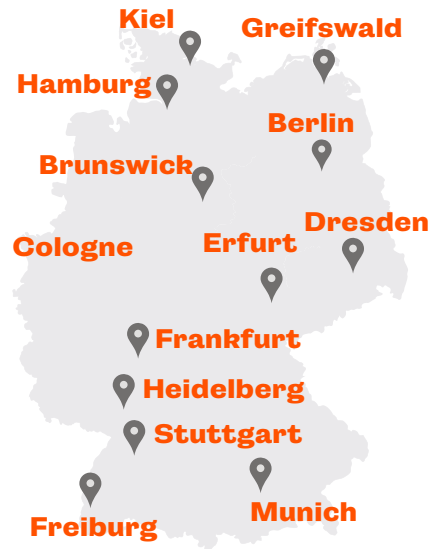 Kiel
Greifswald
Hamburg
Berlin
Brunswick
Dresden
Erfurt
Cologne
Frankfurt
Heidelberg
Stuttgart
Munich
Freiburg